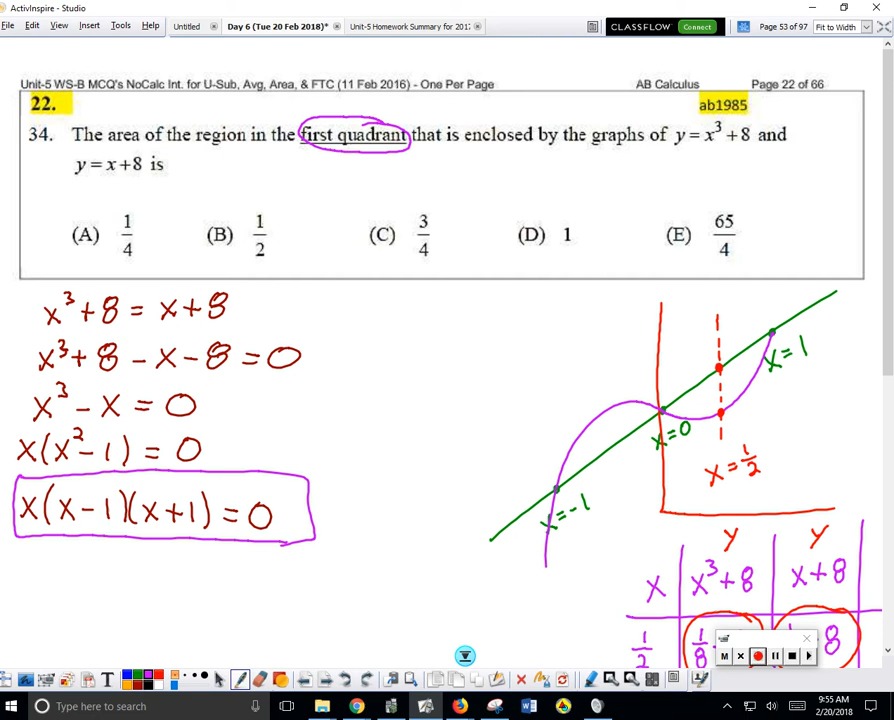 ActivInspire - Studio
File Edit View Insert Tools Help
Untitled
Day 6 (Tue 20 Feb 2018)*
Unit-5 Homework Summary for 201
CLASSFLOW
Connect
Page 53 of 97
Fit to Width
Unit-5 WS-B MCQ's NoCalc Int. for U-Sub, Avg, Area, & FTC (11 Feb 2016) - One Per Page AB Calculus Page 22 of 66
22.
ab1985
34. The area of the region in the first quadrant that is enclosed by the graphs of y = x³ + 8 and
y = x + 8 is
(A) 1/4 (B) 1/2 (C) 3/4 (D) 1 (E) 65/4
x³ + 8 = x + 8
x³ + 8 - x - 8 = 0
x³ - x = 0
x(x² - 1) = 0
x(x - 1)(x + 1) = 0
x = 1
x = 0
x = 1/2
x = -1
y y
x x³ + 8 x + 8
1/2 1/8 8
M
Type here to search
9:55 AM
2/20/2018